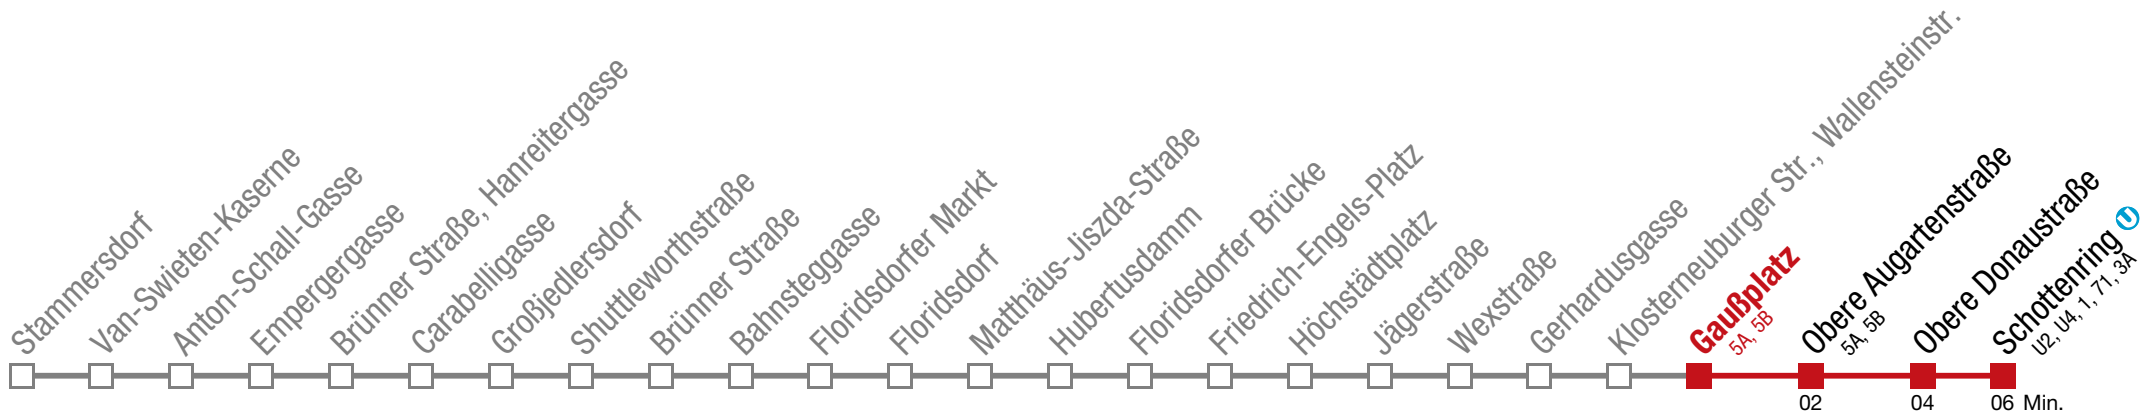 Stammersdorf
Van-Swieten-Kaserne
Anton-Schall-Gasse
Empergergasse
Brünner Straße, Hanreitergasse
Carabelligasse
Großjedlersdorf
Shuttleworthstraße
Brünner Straße
Bahnsteggasse
Floridsdorfer Markt
Floridsdorf
Matthäus-Jiszda-Straße
Hubertusdamm
Floridsdorfer Brücke
Friedrich-Engels-Platz
Höchstädtplatz
Jägerstraße
Wexstraße
Gerhardusgasse
Klosterneuburger Str., Wallensteinstr.
Gaußplatz
5A, 5B
Obere Augartenstraße
5A, 5B
Obere Donaustraße
Schottenring U
U2, U4, 1, 71, 3A
02 04 06 Min.